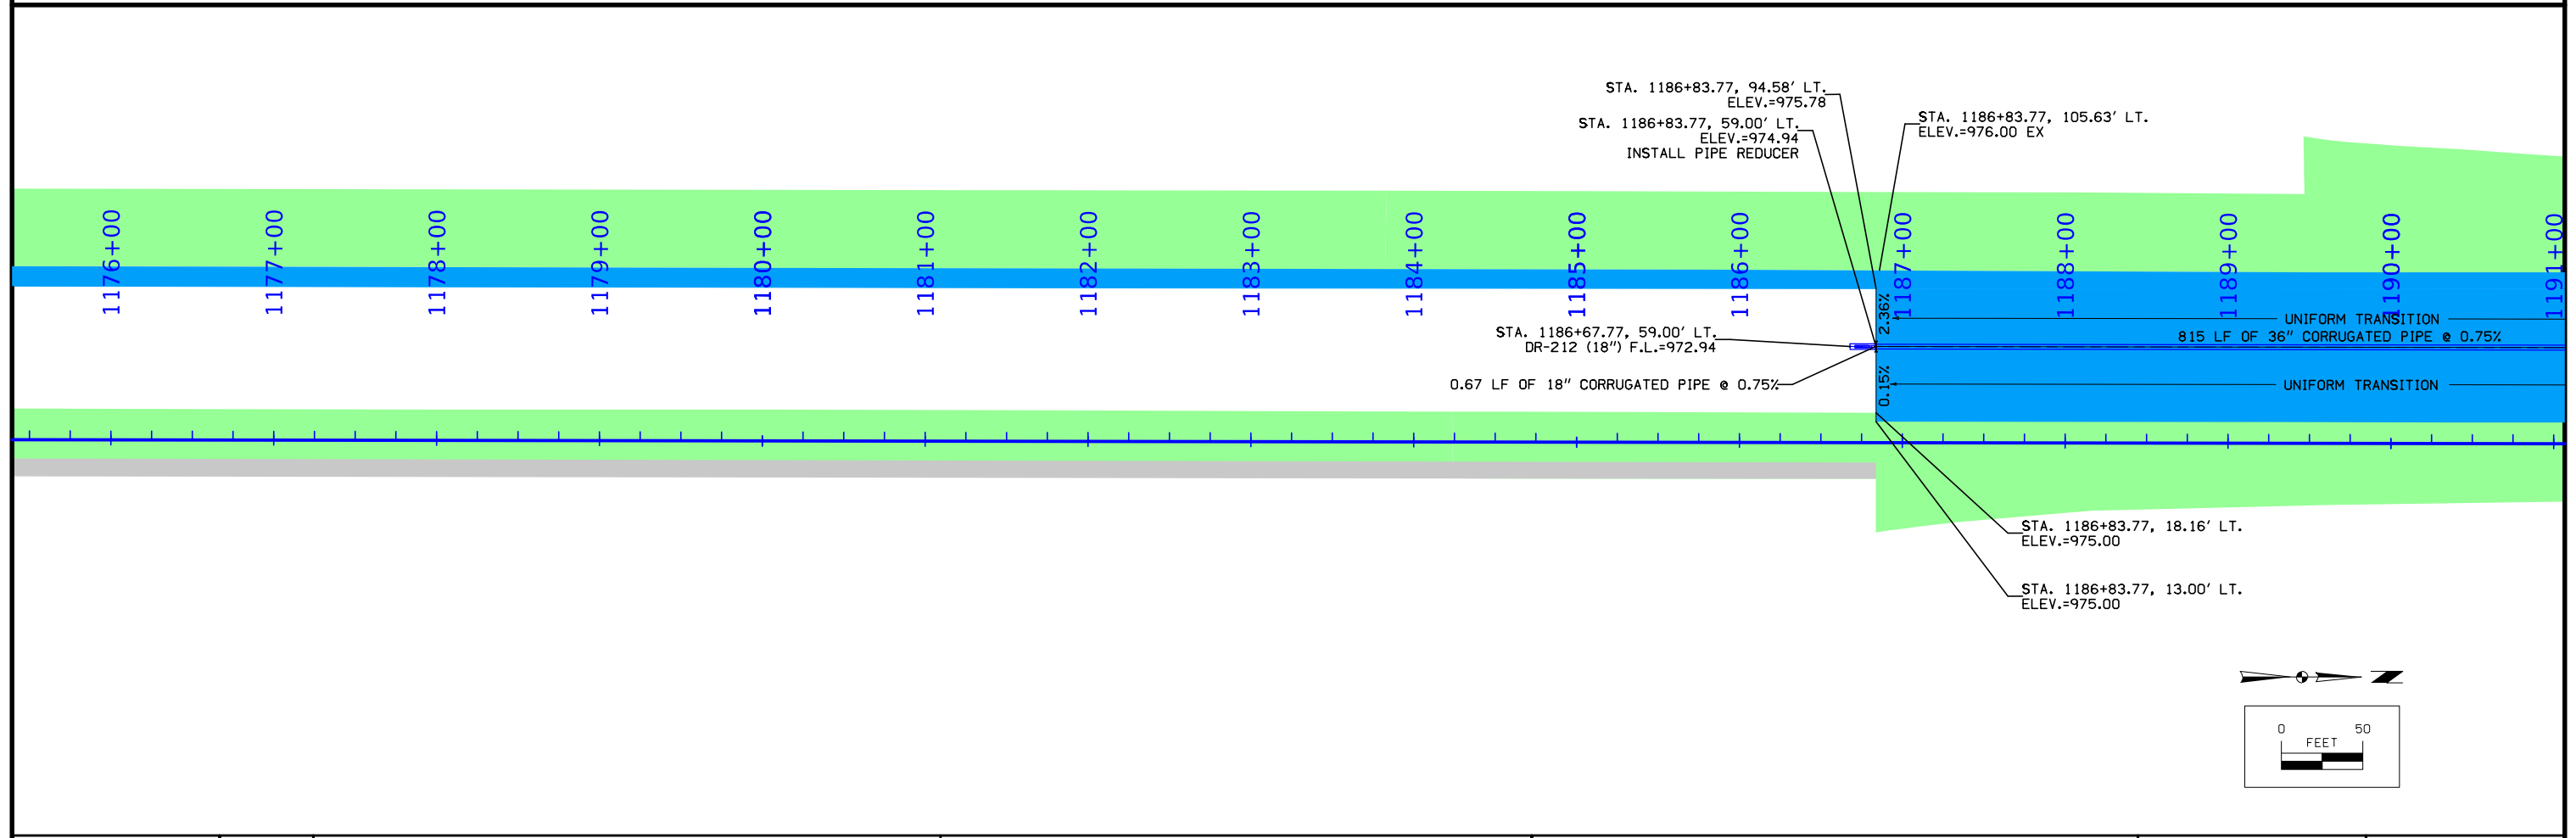 STA. 1186+83.77, 94.58' LT.
ELEV.=975.78
STA. 1186+83.77, 59.00' LT.
ELEV.=974.94
INSTALL PIPE REDUCER
STA. 1186+83.77, 105.63' LT.
ELEV.=976.00 EX
1176+00
1177+00
1178+00
1179+00
1180+00
1181+00
1182+00
1183+00
1184+00
1185+00
1186+00
1187+00
1188+00
1189+00
1190+00
1191+00
2.36%
UNIFORM TRANSITION
815 LF OF 36" CORRUGATED PIPE @ 0.75%
STA. 1186+67.77, 59.00' LT.
DR-212 (18") F.L.=972.94
0.67 LF OF 18" CORRUGATED PIPE @ 0.75%
0.15%
UNIFORM TRANSITION
STA. 1186+83.77, 18.16' LT.
ELEV.=975.00
STA. 1186+83.77, 13.00' LT.
ELEV.=975.00
N
0 50
FEET